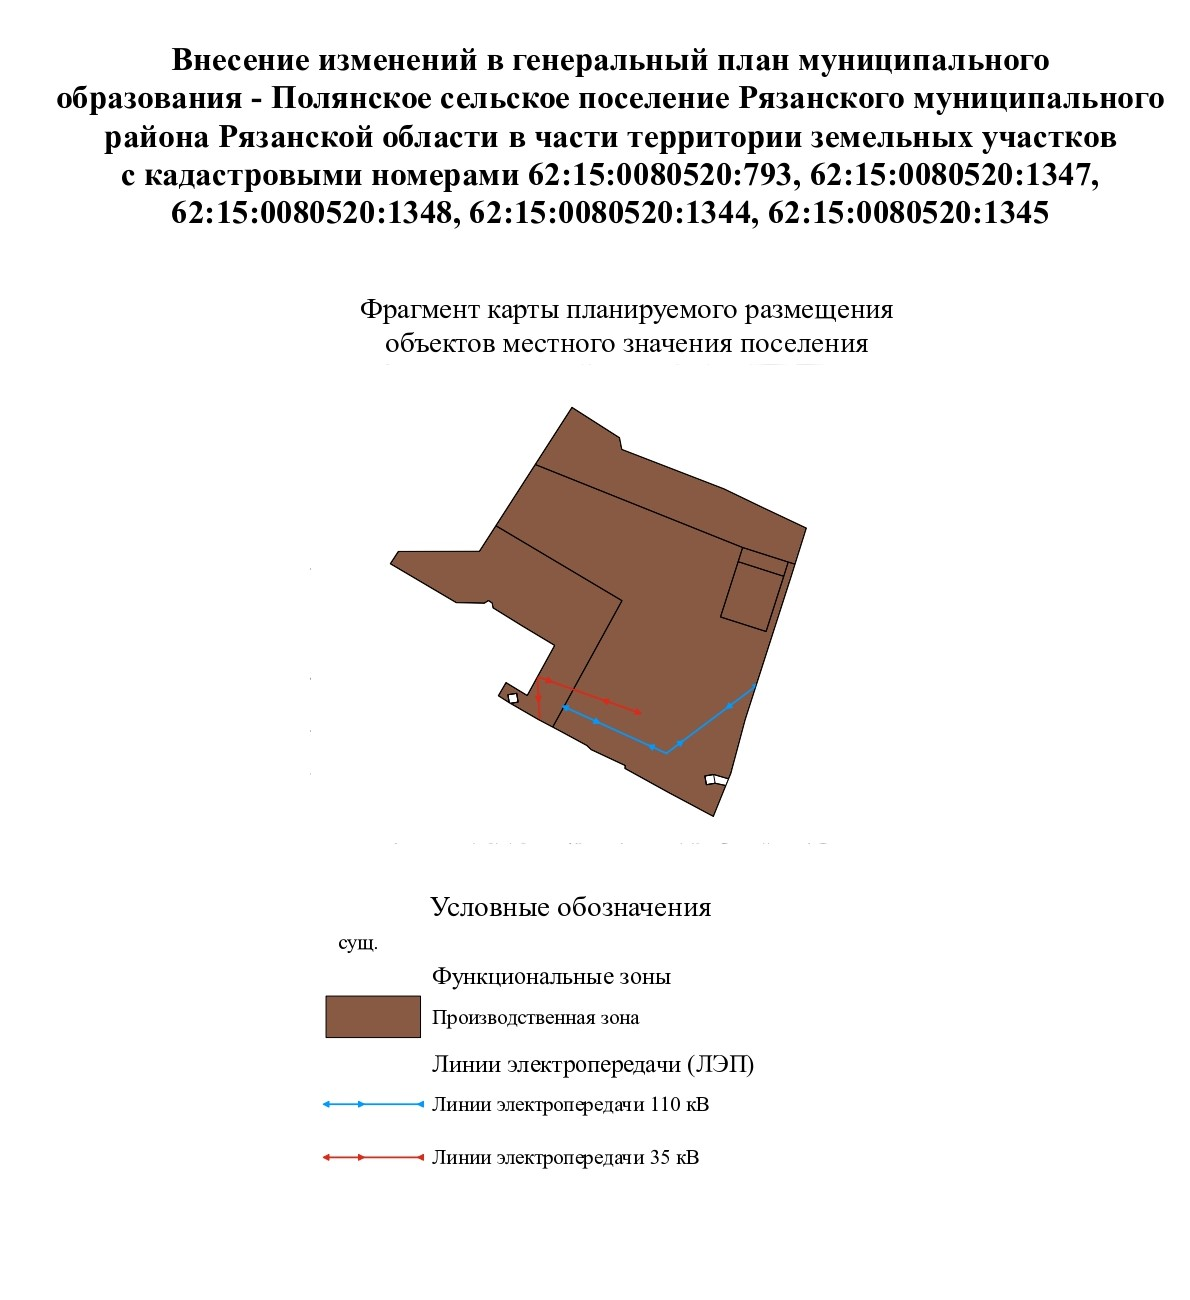 Внесение изменений в генеральный план муниципального
образования - Полянское сельское поселение Рязанского муниципального
района Рязанской области в части территории земельных участков
с кадастровыми номерами 62:15:0080520:793, 62:15:0080520:1347,
62:15:0080520:1348, 62:15:0080520:1344, 62:15:0080520:1345
Фрагмент карты планируемого размещения
объектов местного значения поселения
Условные обозначения
сущ.
Функциональные зоны
Производственная зона
Линии электропередачи (ЛЭП)
Линии электропередачи 110 кВ
Линии электропередачи 35 кВ